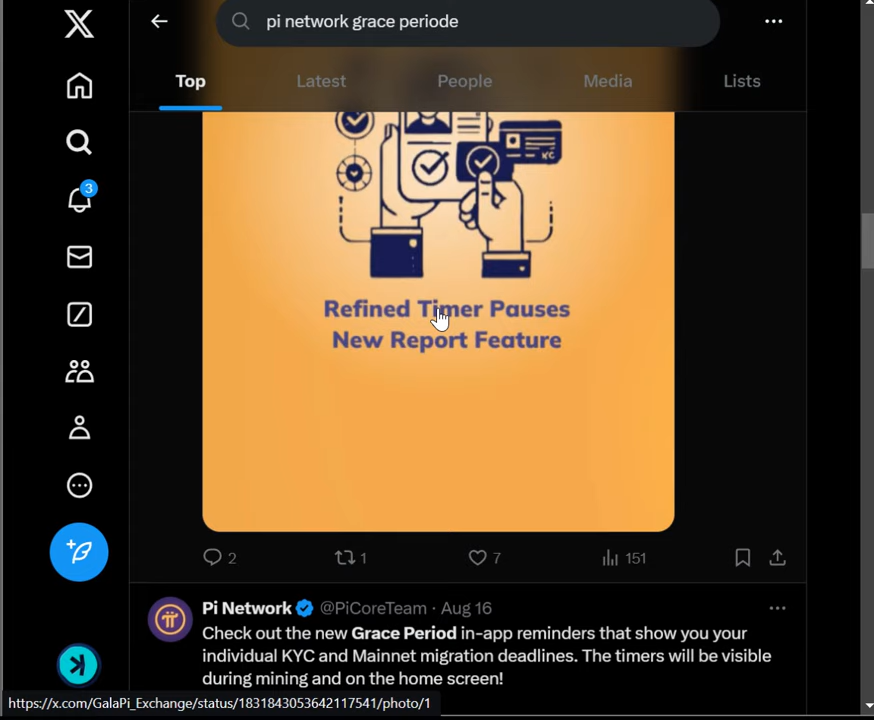 pi network grace periode
Top
Latest
People
Media
Lists
3
KC
Refined Timer Pauses
New Report Feature
2
1
7
151
Pi Network @PiCoreTeam · Aug 16
Check out the new Grace Period in-app reminders that show you your
individual KYC and Mainnet migration deadlines. The timers will be visible
during mining and on the home screen!
https://x.com/GalaPi_Exchange/status/1831843053642117541/photo/1